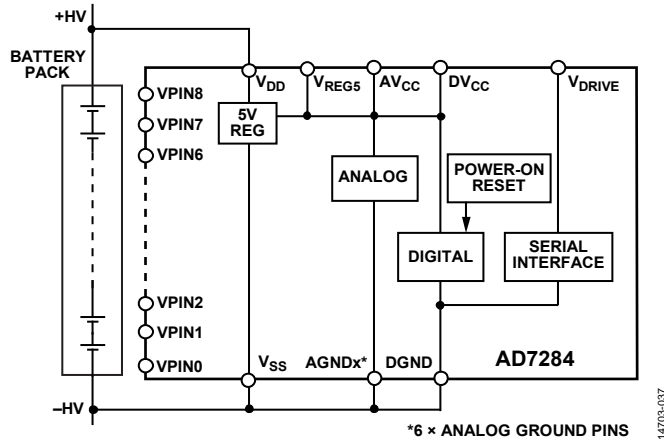 +HV
BATTERY
PACK
VDD
VREG5
AVCC
DVCC
VDRIVE
VPIN8
VPIN7
VPIN6
5V
REG
ANALOG
POWER-ON
RESET
DIGITAL
SERIAL
INTERFACE
VPIN2
VPIN1
VPIN0
VSS
AGNDx*
DGND
AD7284
–HV
*6 × ANALOG GROUND PINS
14703-037